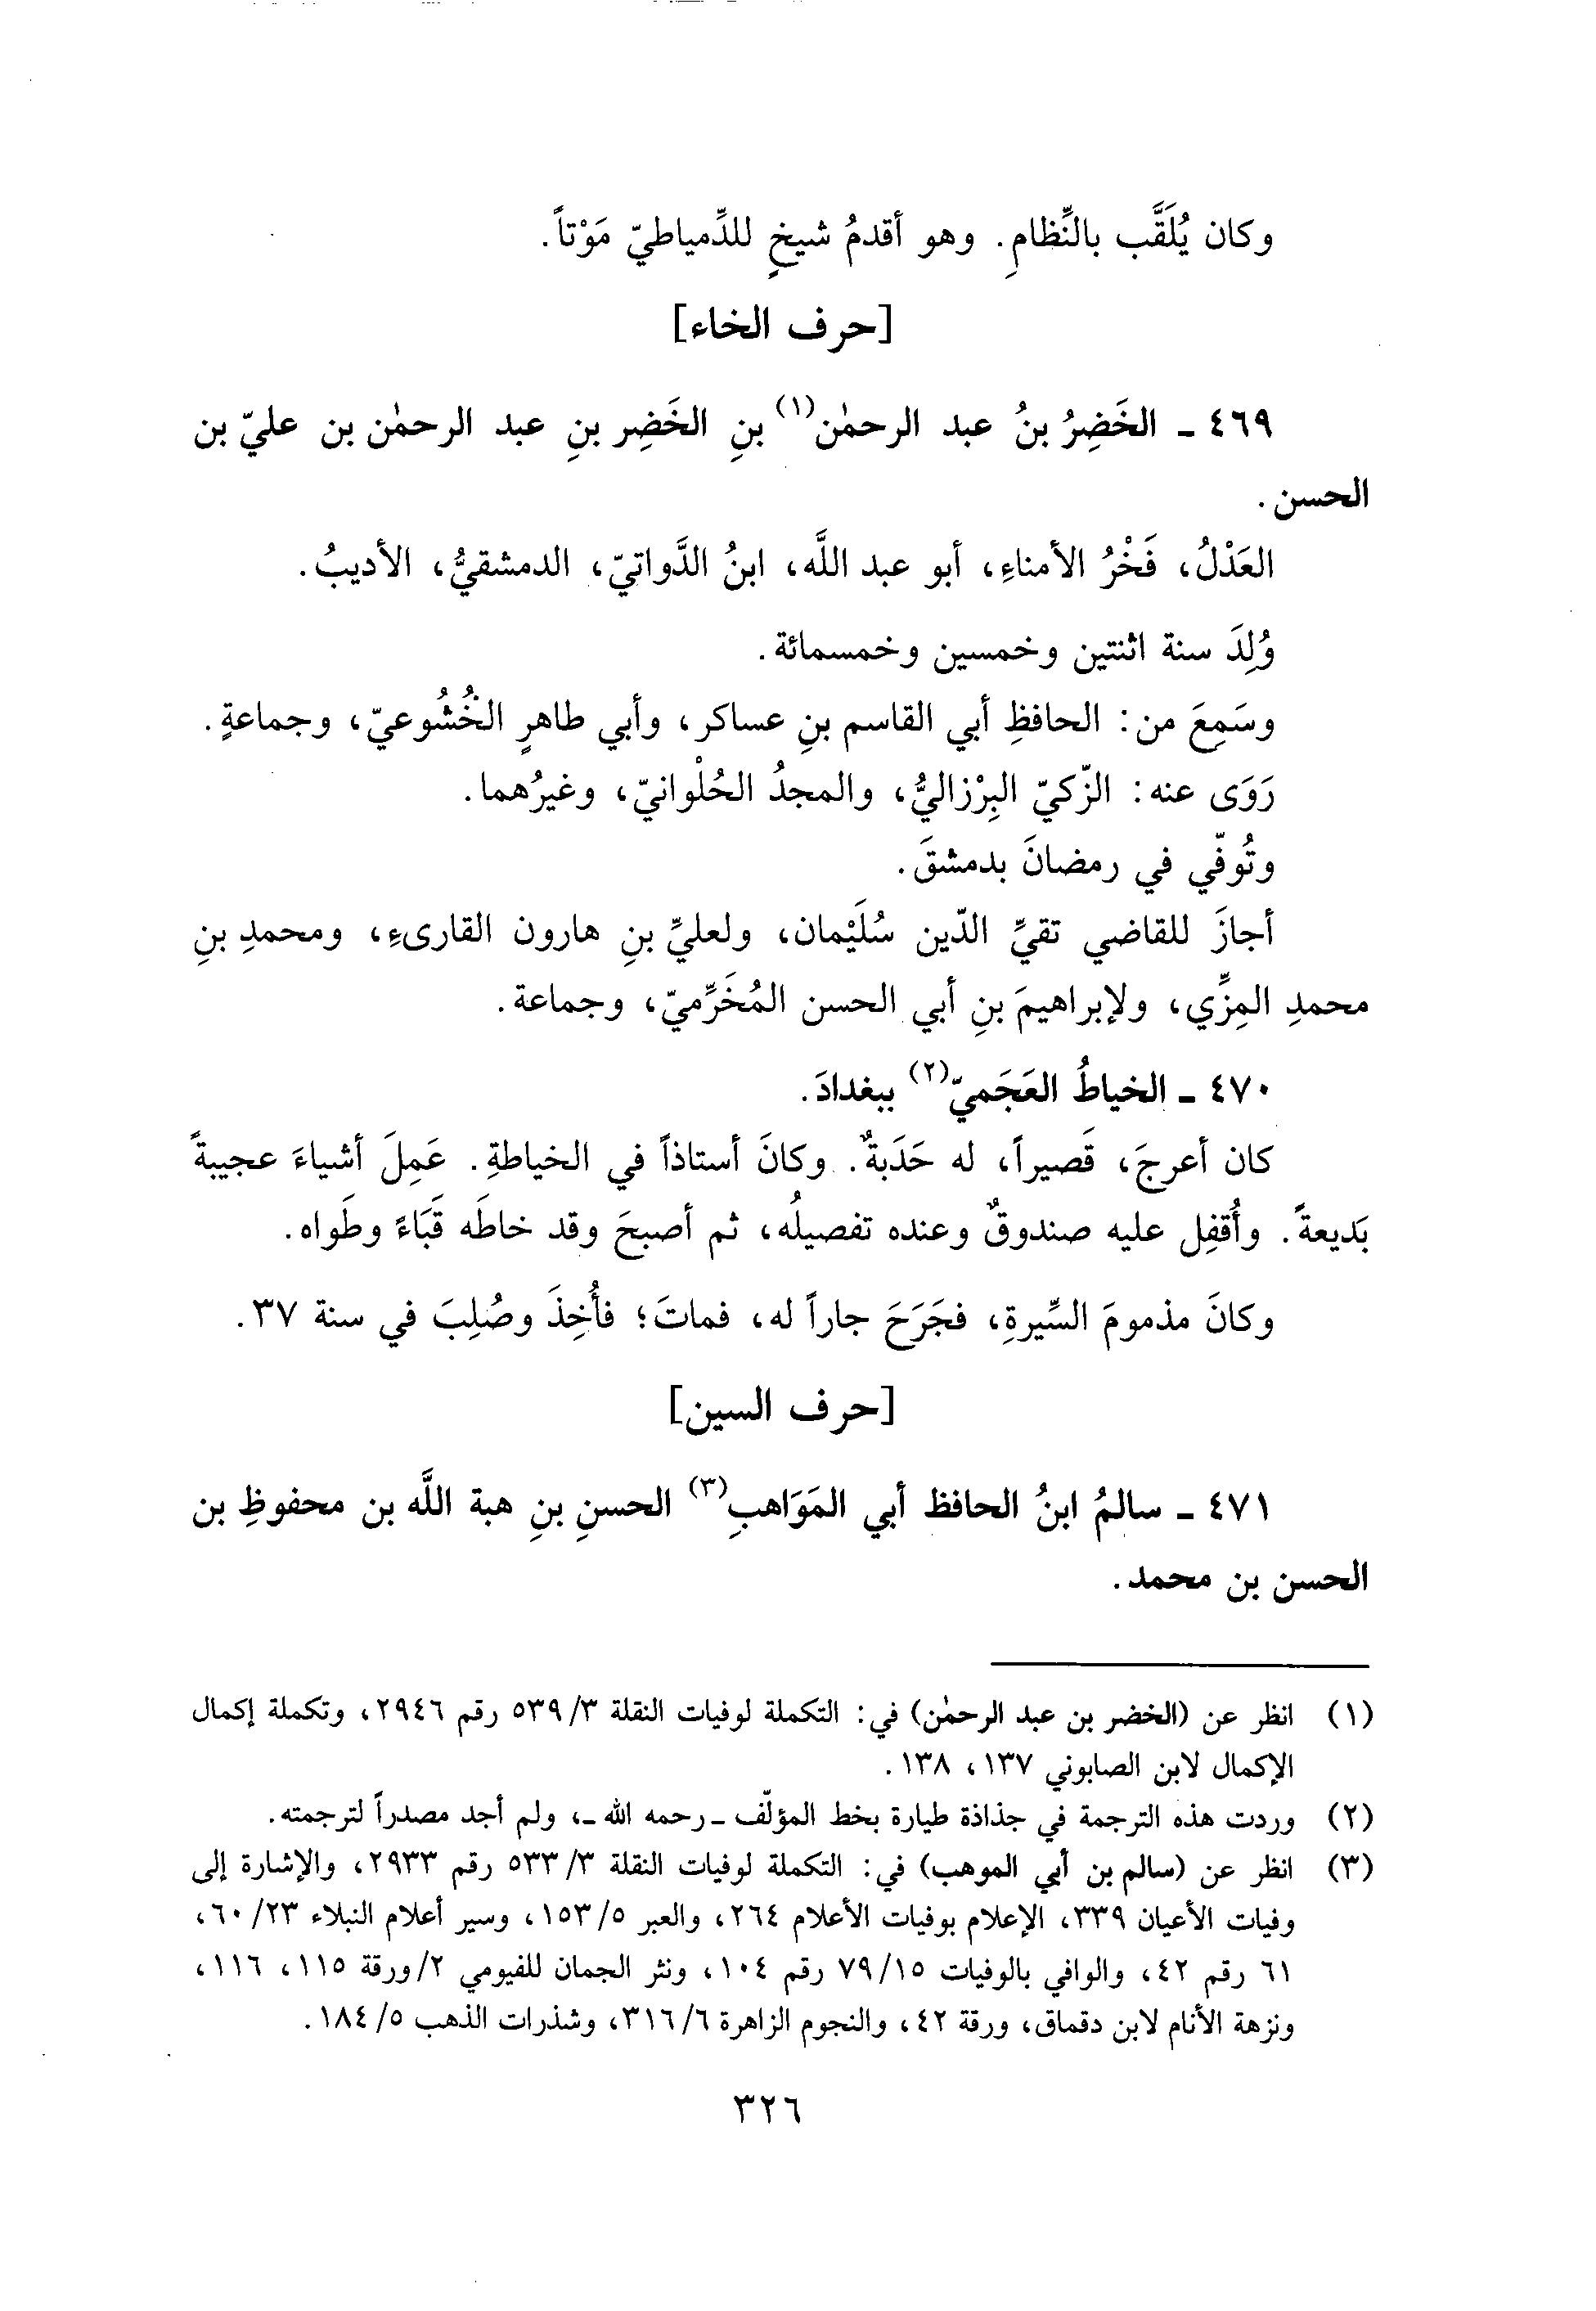 وكان يُلَقَّب بالنِّظامِ. وهو أقدمُ شيخٍ للدِّمياطيّ مَوْتاً.
[حرف الخاء]
٤٦٩ ـ الخَضِرُ بنُ عبد الرحمٰن(١) بنِ الخَضِر بنِ عبد الرحمٰن بن عليّ بن
الحسن.
العَدْلُ، فَخْرُ الأمناءِ، أبو عبد اللَّه، ابنُ الدَّواتيّ، الدمشقيُّ، الأديبُ.
وُلِدَ سنة اثنتين وخمسين وخمسمائة.
وسَمِعَ من: الحافظِ أبي القاسم بنِ عساكر، وأبي طاهرٍ الخُشُوعيّ، وجماعةٍ.
رَوَى عنه: الزّكيّ البِرْزاليُّ، والمجدُ الحُلْوانيّ، وغيرُهما.
وتُوفّي في رمضانَ بدمشقَ.
أجازَ للقاضي تقيِّ الدّين سُلَيْمان، ولعليِّ بنِ هارون القارىءِ، ومحمدِ بنِ
محمدِ المِزِّي، ولإبراهيمَ بنِ أبي الحسن المُخَرِّميّ، وجماعة.
٤٧٠ ـ الخياطُ العَجَميّ(٢) ببغدادَ.
كان أعرجَ، قَصيراً، له حَدَبةٌ. وكانَ أستاذاً في الخياطةِ. عَمِلَ أشياءَ عجيبةً
بَديعةً. وأُقفِل عليه صندوقٌ وعنده تفصيلُه، ثم أصبحَ وقد خاطَه قَبَاءً وطَواه.
وكانَ مذمومَ السِّيرةِ، فجَرَحَ جاراً له، فماتَ؛ فأُخِذَ وصُلِبَ في سنة ٣٧.
[حرف السين]
٤٧١ ـ سالمُ ابنُ الحافظ أبي المَوَاهبِ(٣) الحسنِ بنِ هبة اللَّه بن محفوظِ بن
الحسن بن محمد.
(١) انظر عن (الخضر بن عبد الرحمٰن) في: التكملة لوفيات النقلة ٣/ ٥٣٩ رقم ٢٩٤٦، وتكملة إكمال
الإكمال لابن الصابوني ١٣٧، ١٣٨.
(٢) وردت هذه الترجمة في جذاذة طيارة بخط المؤلّف ـ رحمه الله ـ، ولم أجد مصدراً لترجمته.
(٣) انظر عن (سالم بن أبي الموهب) في: التكملة لوفيات النقلة ٣/ ٥٣٣ رقم ٢٩٣٣، والإشارة إلى
وفيات الأعيان ٣٣٩، الإعلام بوفيات الأعلام ٢٦٤، والعبر ٥/ ١٥٣، وسير أعلام النبلاء ٢٣/ ٦٠،
٦١ رقم ٤٢، والوافي بالوفيات ١٥/ ٧٩ رقم ١٠٤، ونثر الجمان للفيومي ٢/ورقة ١١٥، ١١٦،
ونزهة الأنام لابن دقماق، ورقة ٤٢، والنجوم الزاهرة ٦/ ٣١٦، وشذرات الذهب ٥/ ١٨٤.
٣٢٦